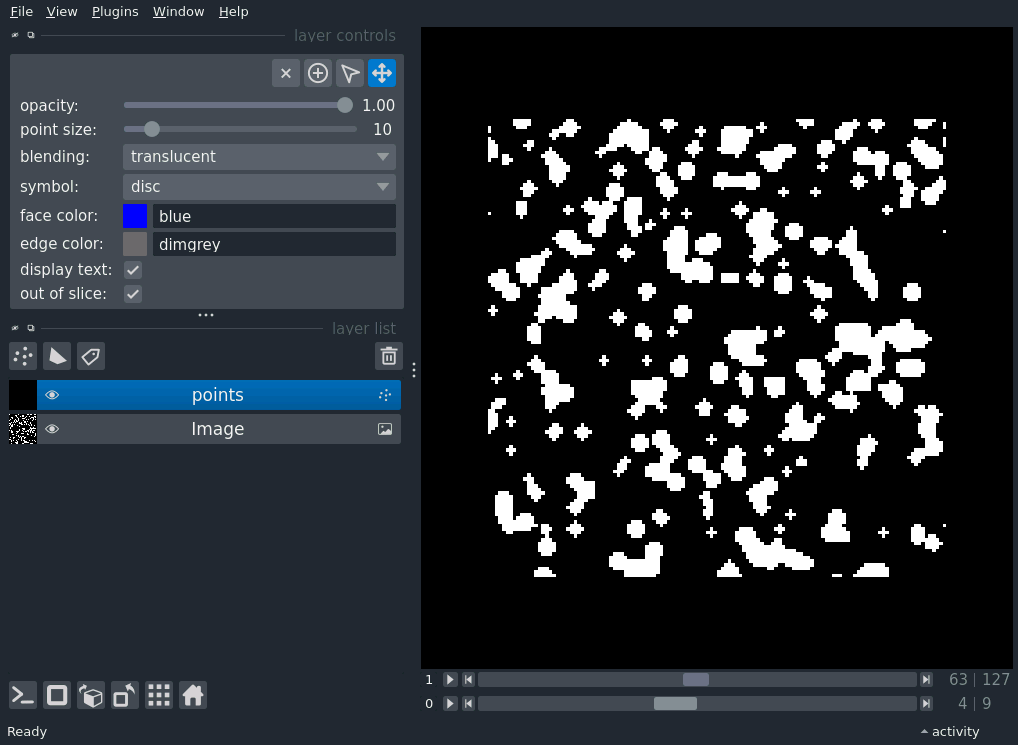 File View Plugins Window Help
layer controls
opacity: 1.00
point size: 10
blending: translucent
symbol: disc
face color: blue
edge color: dimgrey
display text:
out of slice:
layer list
points
Image
1 63 | 127
0 4 | 9
Ready activity